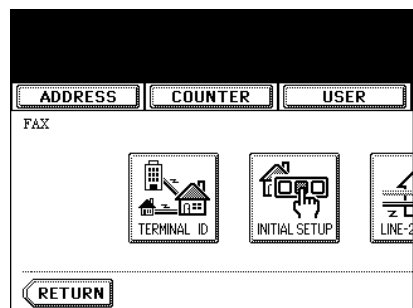 ADDRESS COUNTER USER
FAX
TERMINAL ID INITIAL SETUP LINE-2
RETURN